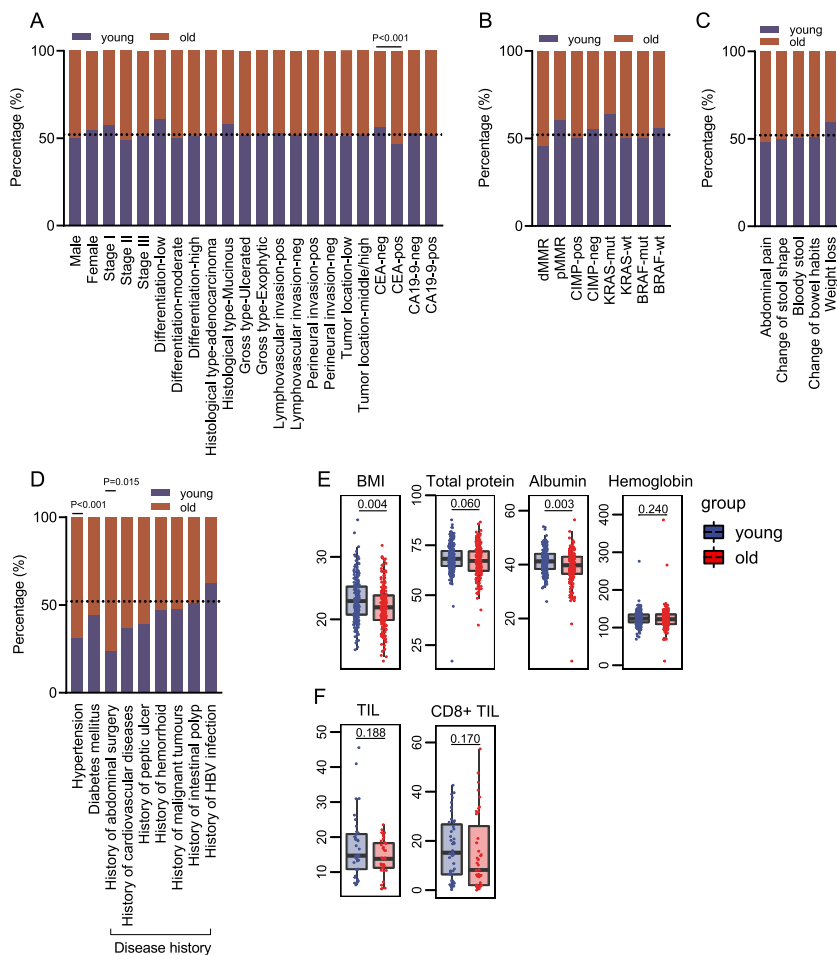 A
P<0.001
young old
Percentage (%)
100
50
0
Male
Female
Stage I
Stage II
Stage III
Differentiation-low
Differentiation-moderate
Differentiation-high
Histological type-adenocarcinoma
Histological type-Mucinous
Gross type-Ulcerated
Gross type-Exophytic
Lymphovascular invasion-pos
Lymphovascular invasion-neg
Perineural invasion-pos
Perineural invasion-neg
Tumor location-low
Tumor location-middle/high
CEA-neg
CEA-pos
CA19-9-neg
CA19-9-pos
B
young old
Percentage (%)
100
50
0
dMMR
pMMR
CIMP-pos
CIMP-neg
KRAS-mut
KRAS-wt
BRAF-mut
BRAF-wt
C
young
old
Percentage (%)
100
50
0
Abdominal pain
Change of stool shape
Bloody stool
Change of bowel habits
Weight loss
D
P=0.015
P<0.001
young
old
Percentage (%)
100
50
0
Hypertension
Diabetes mellitus
History of abdominal surgery
History of cardiovascular diseases
History of peptic ulcer
History of hemorrhoid
History of malignant tumours
History of intestinal polyp
History of HBV infection
Disease history
E
BMI
0.004
30
20
Total protein
0.060
100
75
50
25
Albumin
0.003
60
40
20
Hemoglobin
0.240
400
300
200
100
0
group
young
old
F
TIL
0.188
50
40
30
20
10
CD8+ TIL
0.170
60
40
20
0